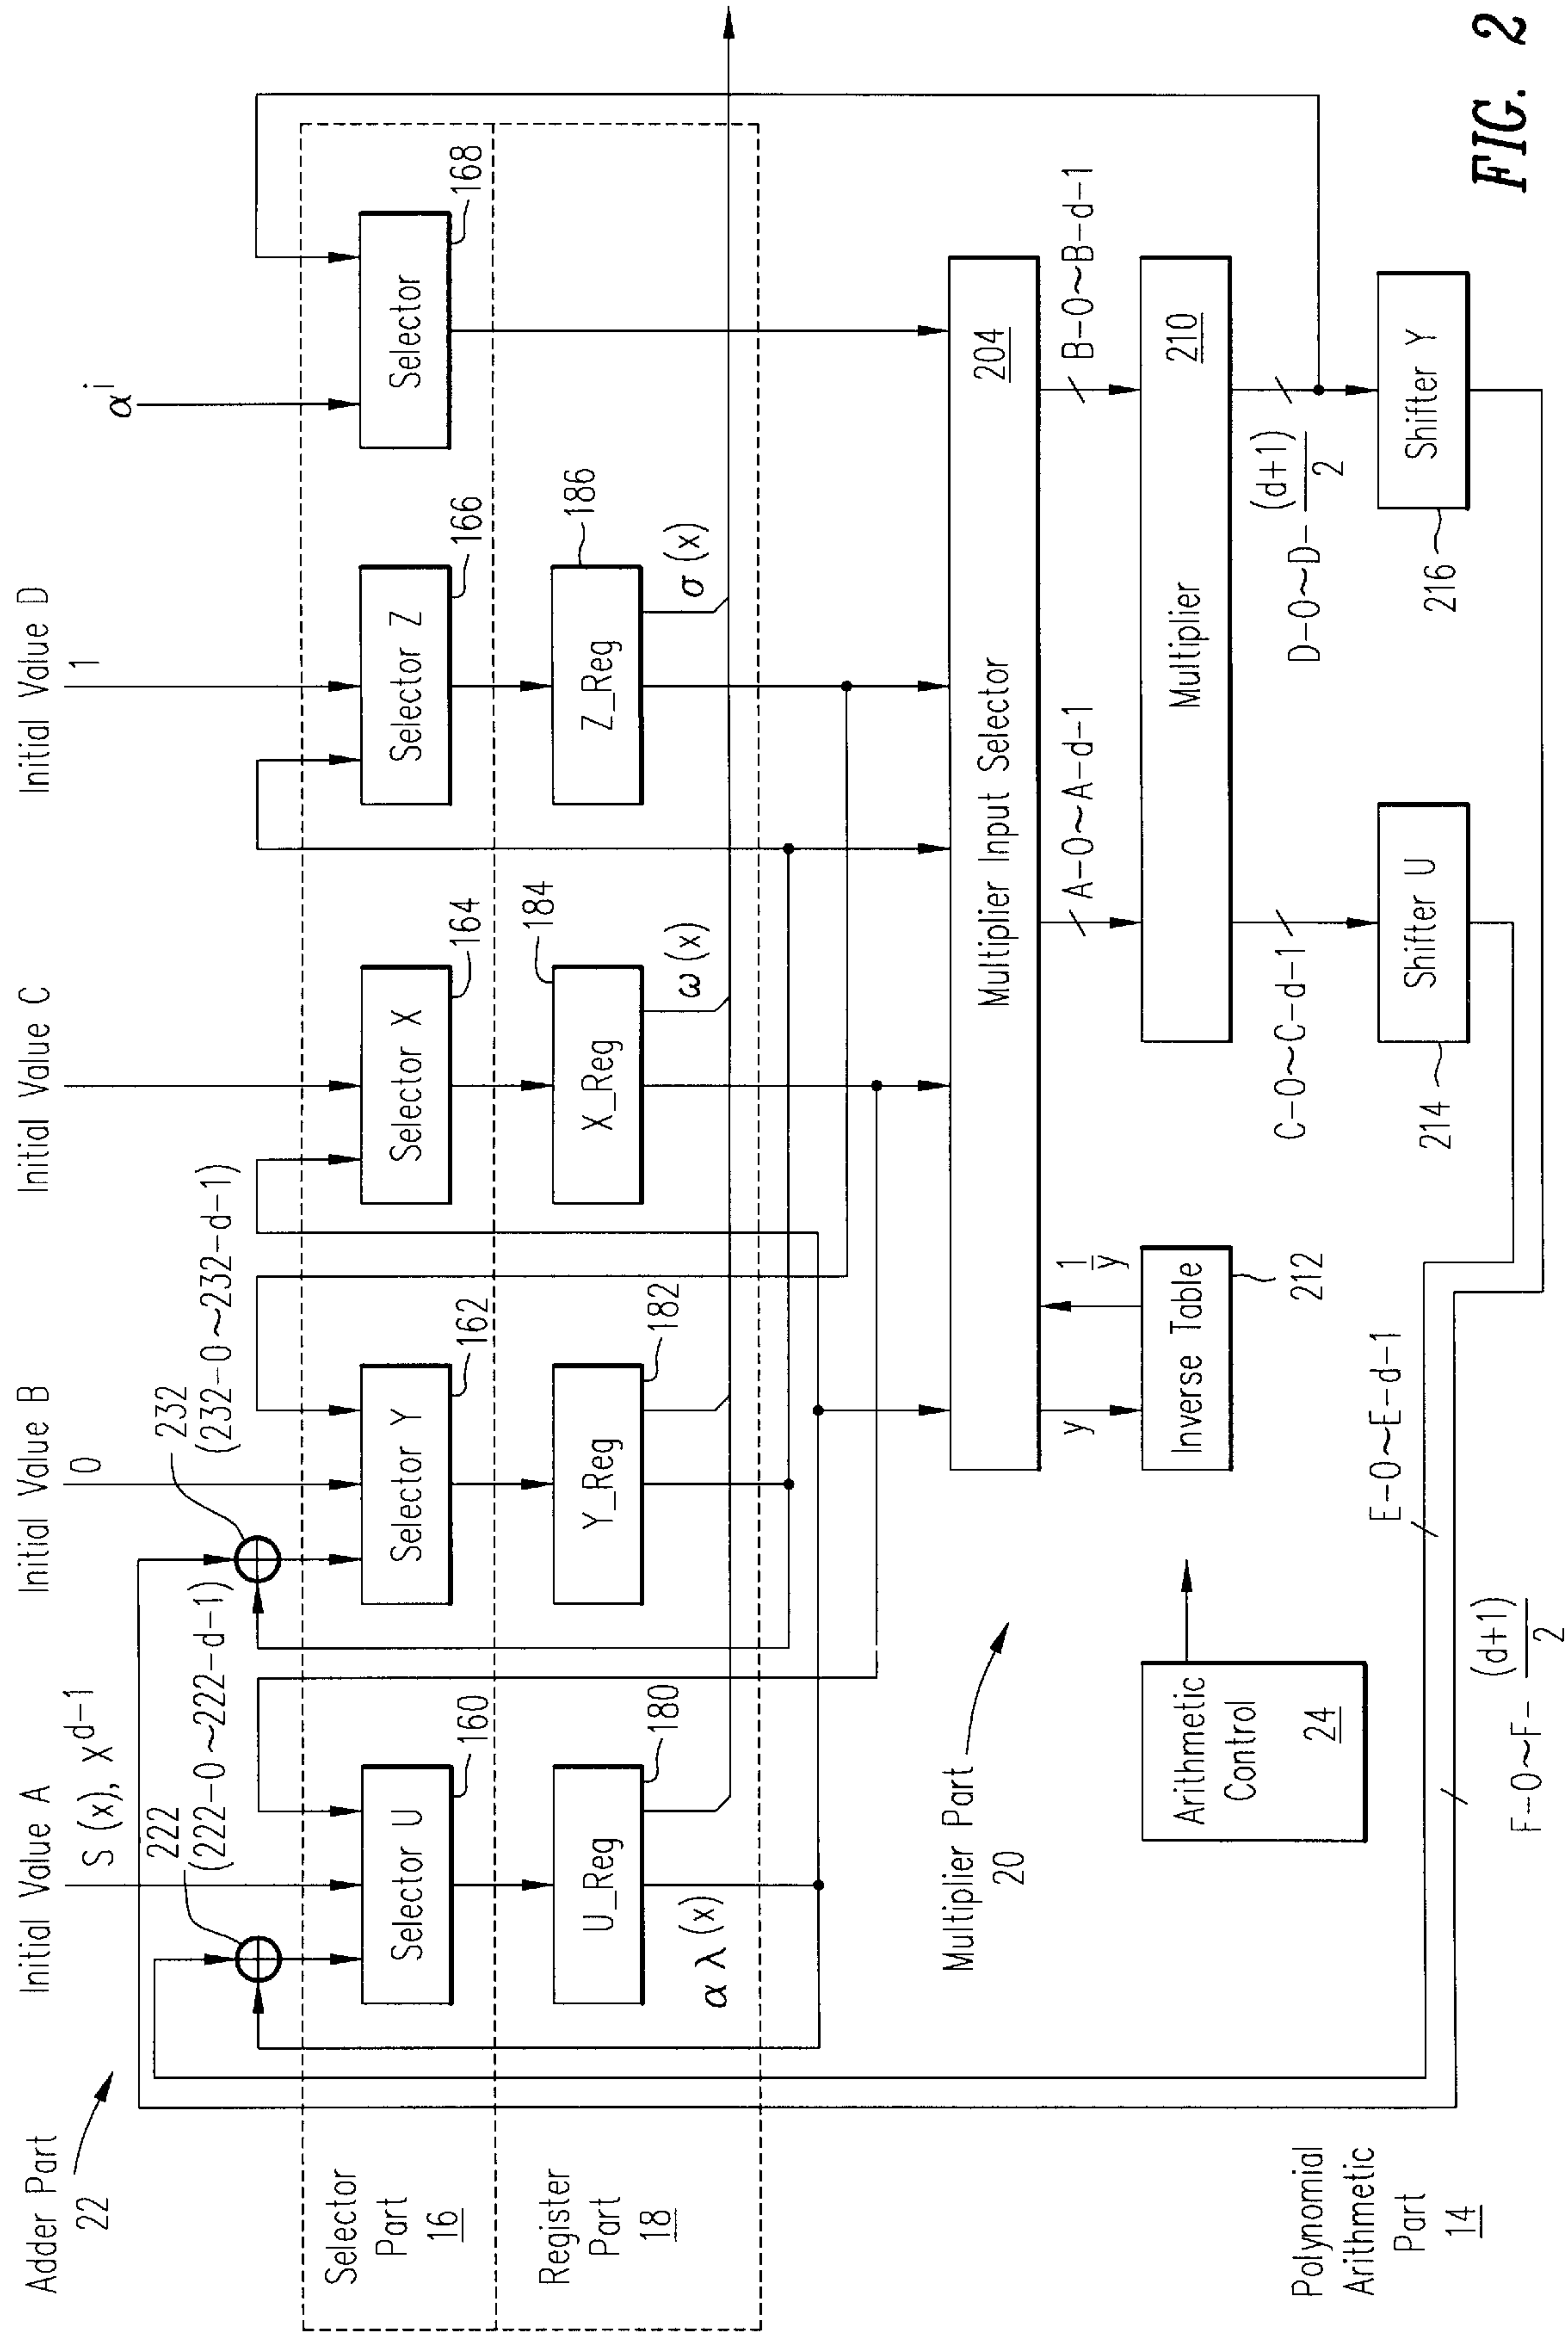 Adder Part
22
Initial Value A
S (x), X^{d-1}
222
(222-0~222-d-1)
Initial Value B
0
232
(232-0~232-d-1)
Initial Value C
Initial Value D
1
α^i
Selector
Part
16
Selector U
160
Selector Y
162
Selector X
164
Selector Z
166
Selector
168
Register
Part
18
U_Reg
180
Y_Reg
182
X_Reg
184
Z_Reg
186
αλ(x)
ω(x)
σ(x)
Multiplier Part
20
Multiplier Input Selector
204
y
1/y
A-0~A-d-1
B-0~B-d-1
Arithmetic
Control
24
Inverse Table
212
Multiplier
210
C-0~C-d-1
D-0~D-(d+1)/2
Shifter U
214
Shifter Y
216
E-0~E-d-1
F-0~F-(d+1)/2
Polynomial
Arithmetic
Part
14
FIG. 2